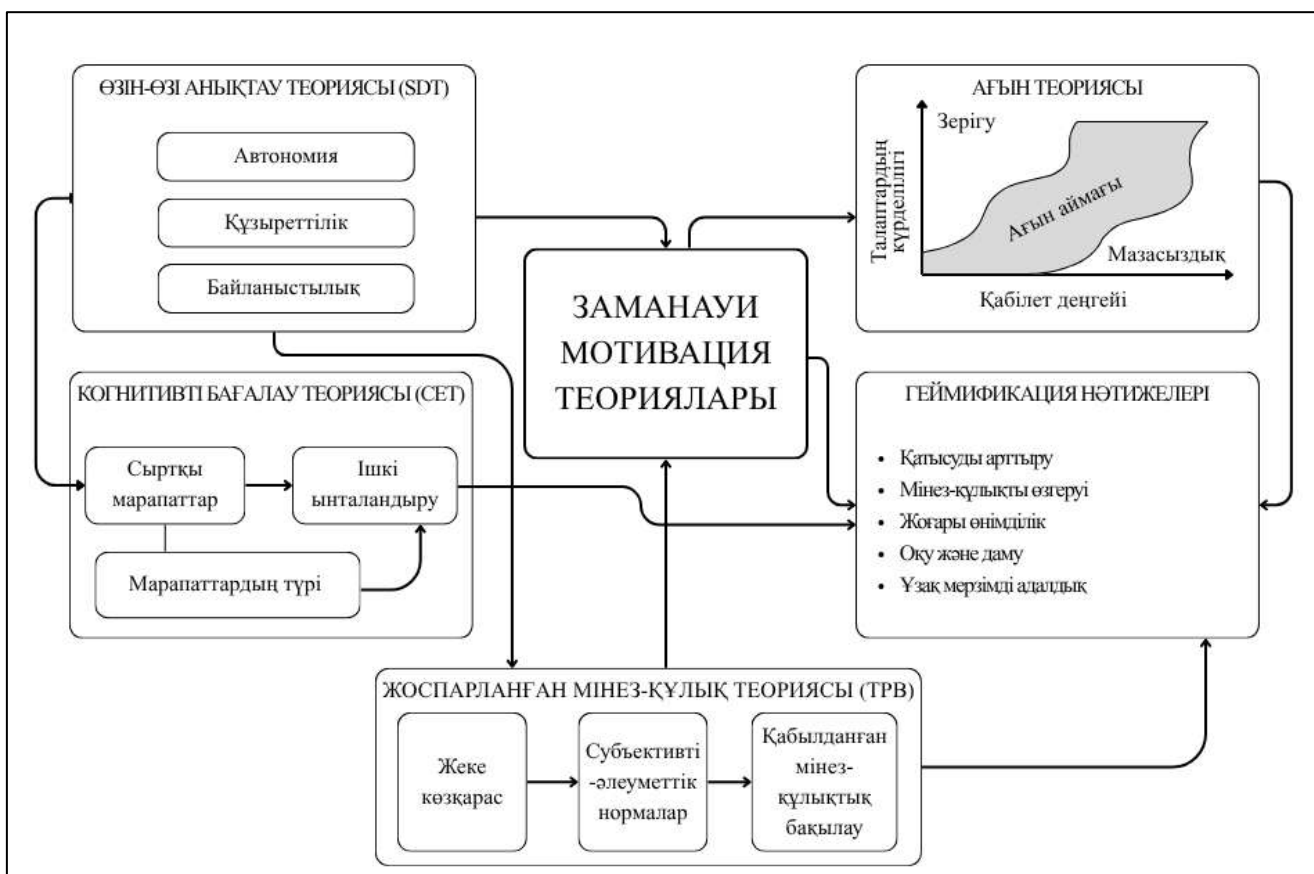 ӨЗІН-ӨЗІ АНЫҚТАУ ТЕОРИЯСЫ (SDT)
Автономия
Құзыреттілік
Байланыстылық
КОГНИТИВТІ БАҒАЛАУ ТЕОРИЯСЫ (CET)
Сыртқы
марапаттар
Ішкі
ынталандыру
Марапаттардың түрі
ЗАМАНАУИ
МОТИВАЦИЯ
ТЕОРИЯЛАРЫ
АҒЫН ТЕОРИЯСЫ
Зерігу
Талаптардың
күрделілігі
Ағын аймағы
Мазасыздық
Қабілет деңгейі
ГЕЙМИФИКАЦИЯ НӘТИЖЕЛЕРІ
• Қатысуды арттыру
• Мінез-құлықты өзгеруі
• Жоғары өнімділік
• Оқу және даму
• Ұзақ мерзімді адалдық
ЖОСПАРЛАНҒАН МІНЕЗ-ҚҰЛЫҚ ТЕОРИЯСЫ (TPB)
Жеке
көзқарас
Субъективті
-әлеуметтік
нормалар
Қабылданған
мінез-
құлықтық
бақылау